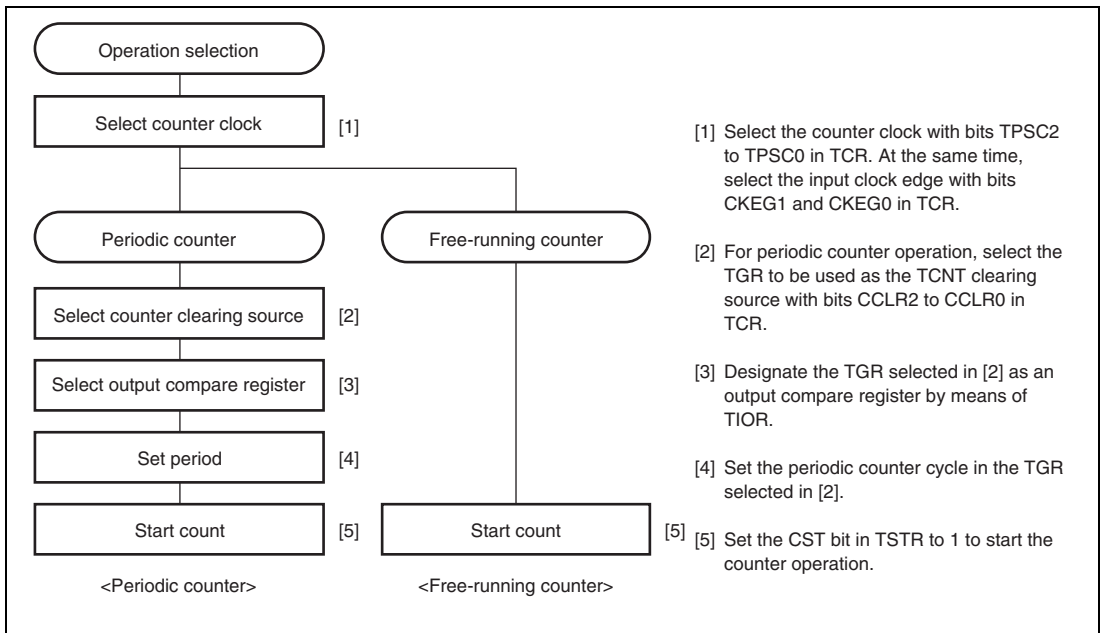 Operation selection
Select counter clock
[1]
Periodic counter
Free-running counter
Select counter clearing source
[2]
Select output compare register
[3]
Set period
[4]
Start count
[5]
Start count
[5]
<Periodic counter>
<Free-running counter>
[1] Select the counter clock with bits TPSC2
to TPSC0 in TCR. At the same time,
select the input clock edge with bits
CKEG1 and CKEG0 in TCR.
[2] For periodic counter operation, select the
TGR to be used as the TCNT clearing
source with bits CCLR2 to CCLR0 in
TCR.
[3] Designate the TGR selected in [2] as an
output compare register by means of
TIOR.
[4] Set the periodic counter cycle in the TGR
selected in [2].
[5] Set the CST bit in TSTR to 1 to start the
counter operation.